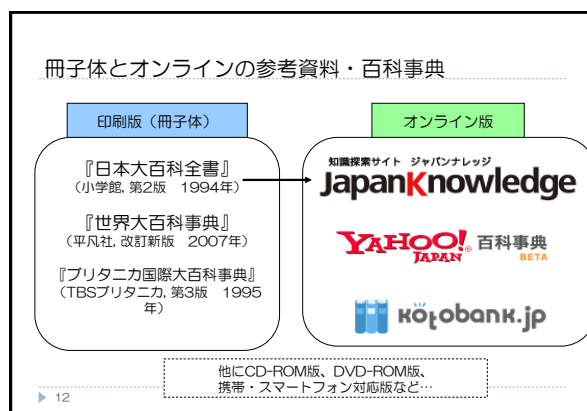 冊子体とオンラインの参考資料・百科事典
印刷版（冊子体）
『日本大百科全書』
（小学館, 第2版　1994年）
『世界大百科事典』
（平凡社, 改訂新版　2007年）
『ブリタニカ国際大百科事典』
（TBSブリタニカ, 第3版　1995
年）
オンライン版
知識探索サイト　ジャパンナレッジ
JapanKnowledge
YAHOO! 百科事典
JAPAN BETA
kotobank.jp
他にCD-ROM版、DVD-ROM版、
携帯・スマートフォン対応版など…
12